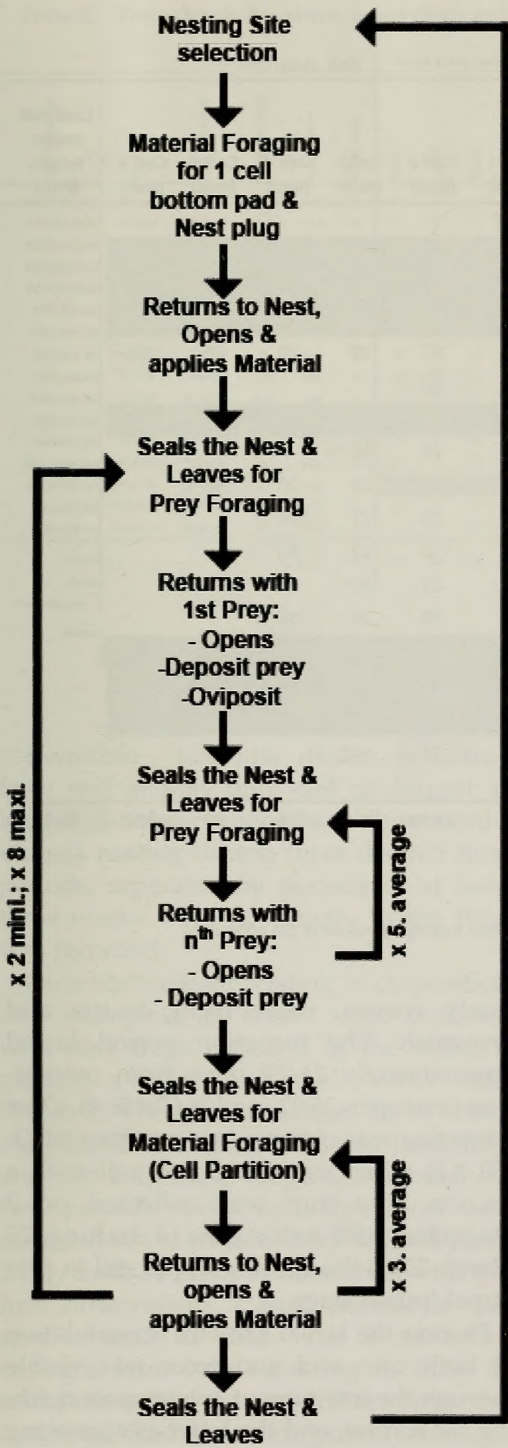 Nesting Site
selection
Material Foraging
for 1 cell
bottom pad &
Nest plug
Returns to Nest,
Opens &
applies Material
Seals the Nest &
Leaves for
Prey Foraging
Returns with
1st Prey:
- Opens
-Deposit prey
-Oviposit
Seals the Nest &
Leaves for
Prey Foraging
Returns with
nth Prey:
- Opens
- Deposit prey
x 5. average
Seals the Nest &
Leaves for
Material Foraging
(Cell Partition)
Returns to Nest,
opens &
applies Material
x 3. average
x 2 mini.; x 8 maxi.
Seals the Nest &
Leaves